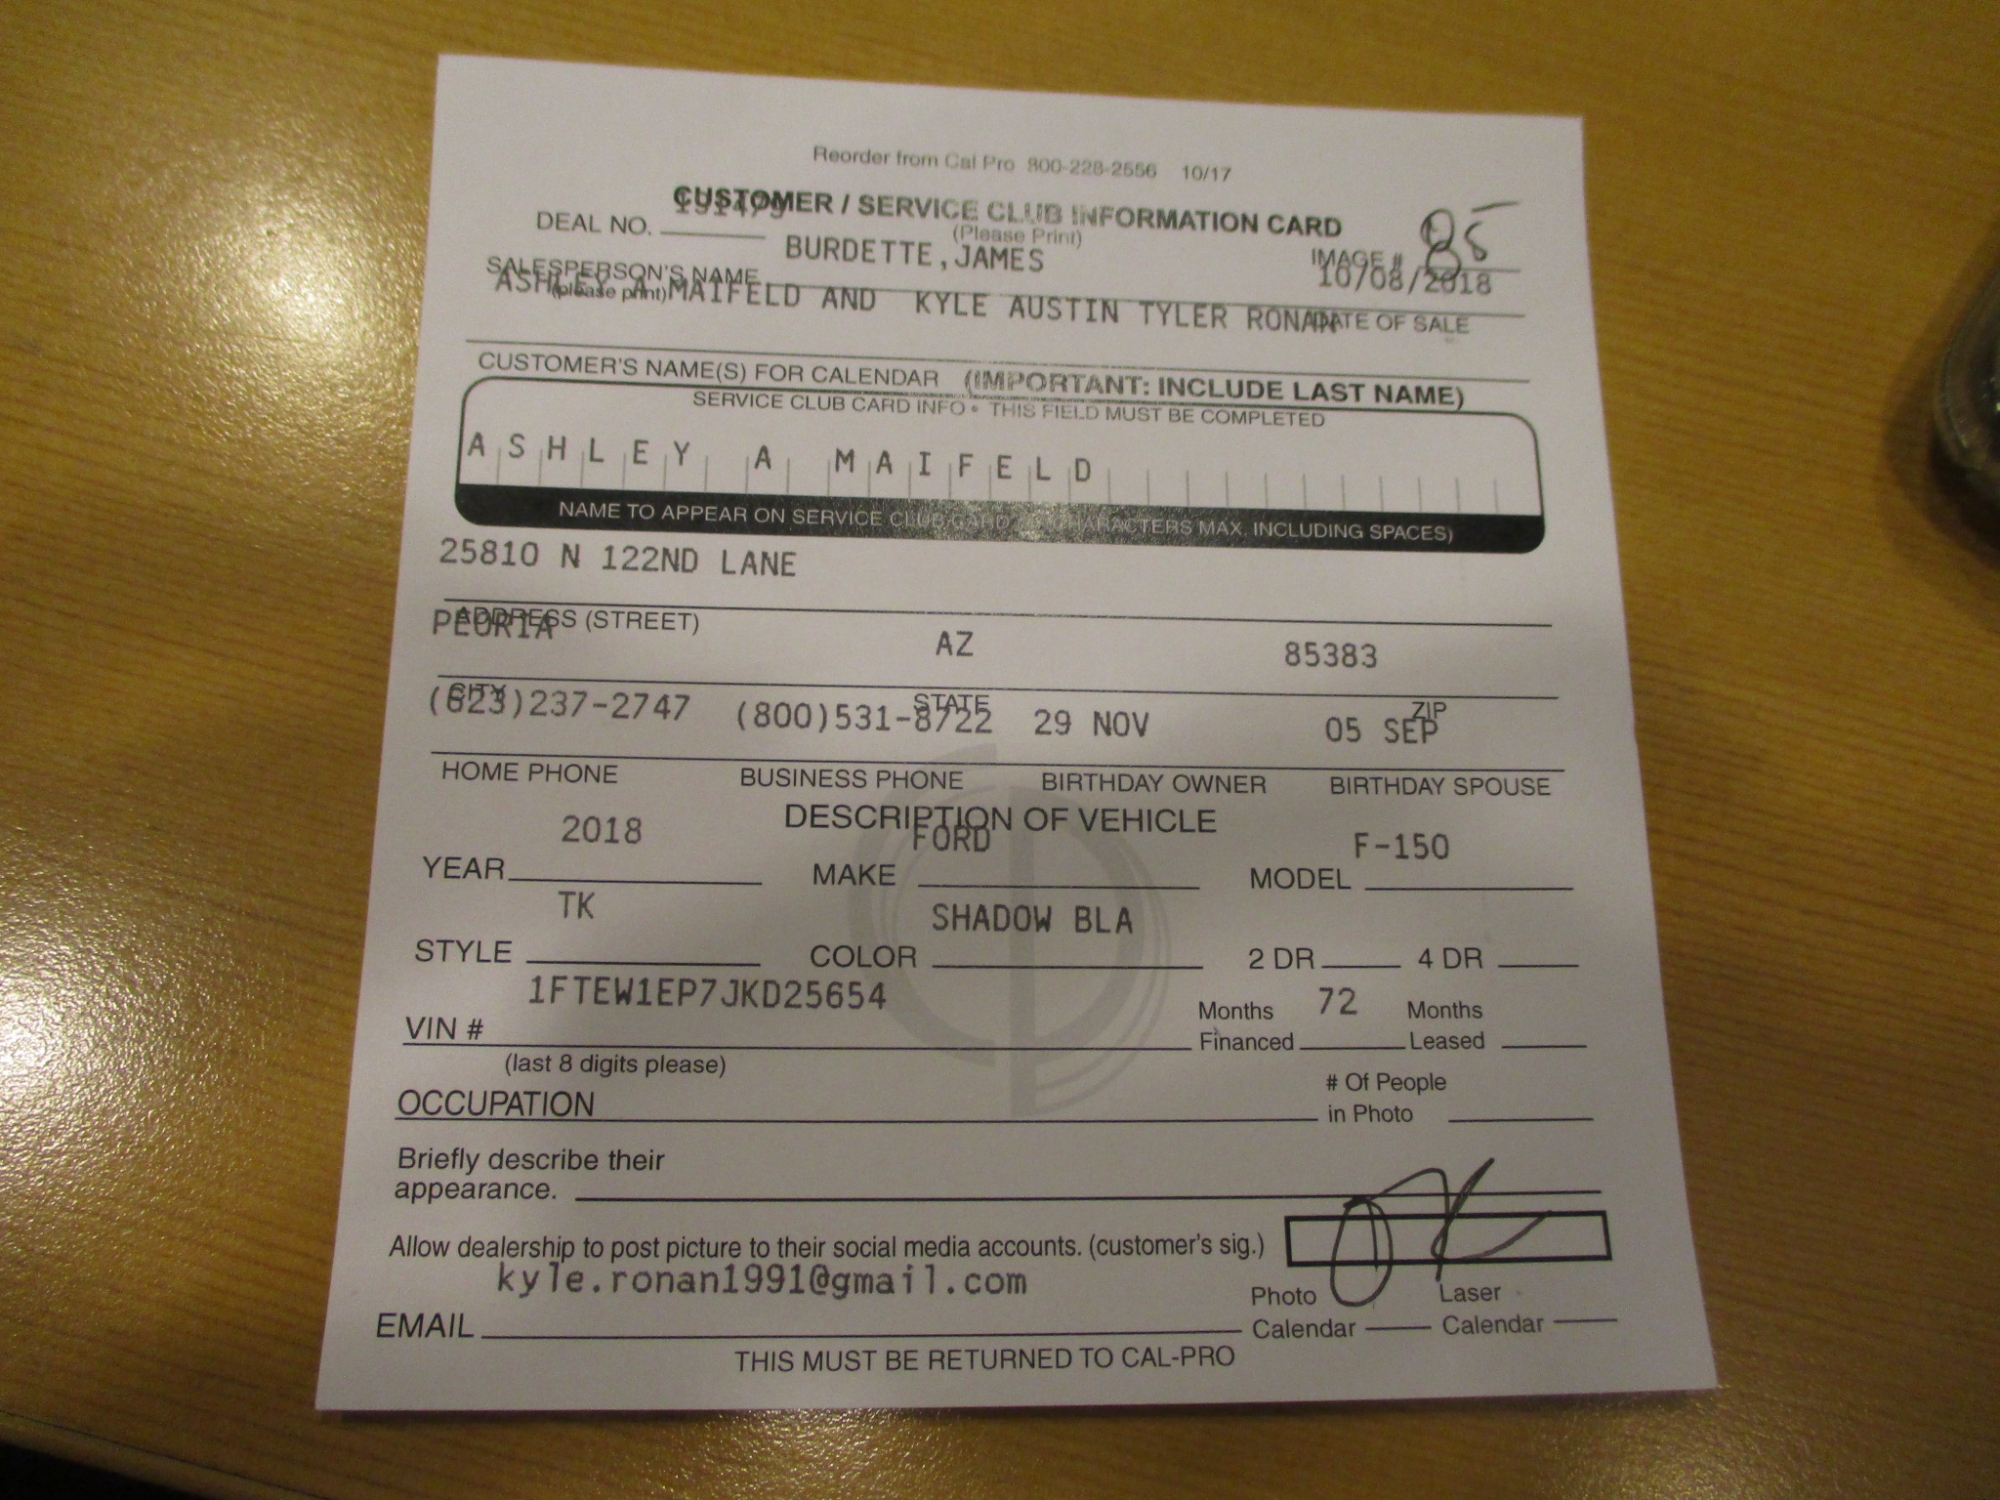 Reorder from Cal Pro 800-228-2556 10/17
CUSTOMER / SERVICE CLUB INFORMATION CARD
(Please Print)
DEAL NO.
BURDETTE,JAMES
IMAGE # 85
SALESPERSON'S NAME
(please print)
10/08/2018
ASHLEY A MAIFELD AND KYLE AUSTIN TYLER RONAN
DATE OF SALE
CUSTOMER'S NAME(S) FOR CALENDAR (IMPORTANT: INCLUDE LAST NAME)
SERVICE CLUB CARD INFO • THIS FIELD MUST BE COMPLETED
ASHLEY A MAIFELD
NAME TO APPEAR ON SERVICE CLUB CARD CHARACTERS MAX. INCLUDING SPACES)
25810 N 122ND LANE
ADDRESS (STREET)
PEORIA AZ 85383
CITY STATE ZIP
(623)237-2747 (800)531-8722 29 NOV 05 SEP
HOME PHONE BUSINESS PHONE BIRTHDAY OWNER BIRTHDAY SPOUSE
DESCRIPTION OF VEHICLE
2018 FORD F-150
YEAR MAKE MODEL
TK SHADOW BLA
STYLE COLOR 2 DR 4 DR
1FTEW1EP7JKD25654
VIN #
(last 8 digits please)
Months 72 Months
Financed Leased
# Of People
OCCUPATION in Photo
Briefly describe their
appearance.
Allow dealership to post picture to their social media accounts. (customer's sig.)
kyle.ronan1991@gmail.com
Photo Laser
EMAIL Calendar Calendar
THIS MUST BE RETURNED TO CAL-PRO